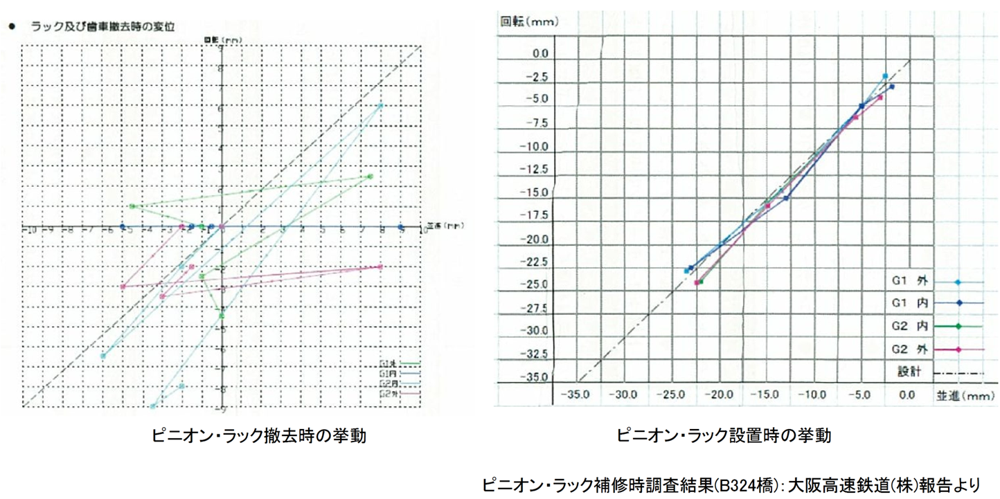 ● ラック及び歯車撤去時の変位
回転(mm)
9
8
6
5
4
3
2
-10 -9 -8 -7 -6 -5 -4 -3 -2 1 2 3 4 5 6 7 8 9 10 並進(mm)
-2
-3
-4
-5
-6
-7
-8
-9
G1外
G1内
G2内
G2外
ピニオン・ラック撤去時の挙動
回転(mm)
0.0
-2.5
-5.0
-7.5
-10.0
-12.5
-15.0
-17.5
-20.0
-22.5
-25.0
-27.5
-30.0
-32.5
-35.0
G1 外
G1 内
G2 内
G2 外
設計
-35.0 -30.0 -25.0 -20.0 -15.0 -10.0 -5.0 0.0 並進(mm)
ピニオン・ラック設置時の挙動
ピニオン・ラック補修時調査結果(B324橋)：大阪高速鉄道(株)報告より